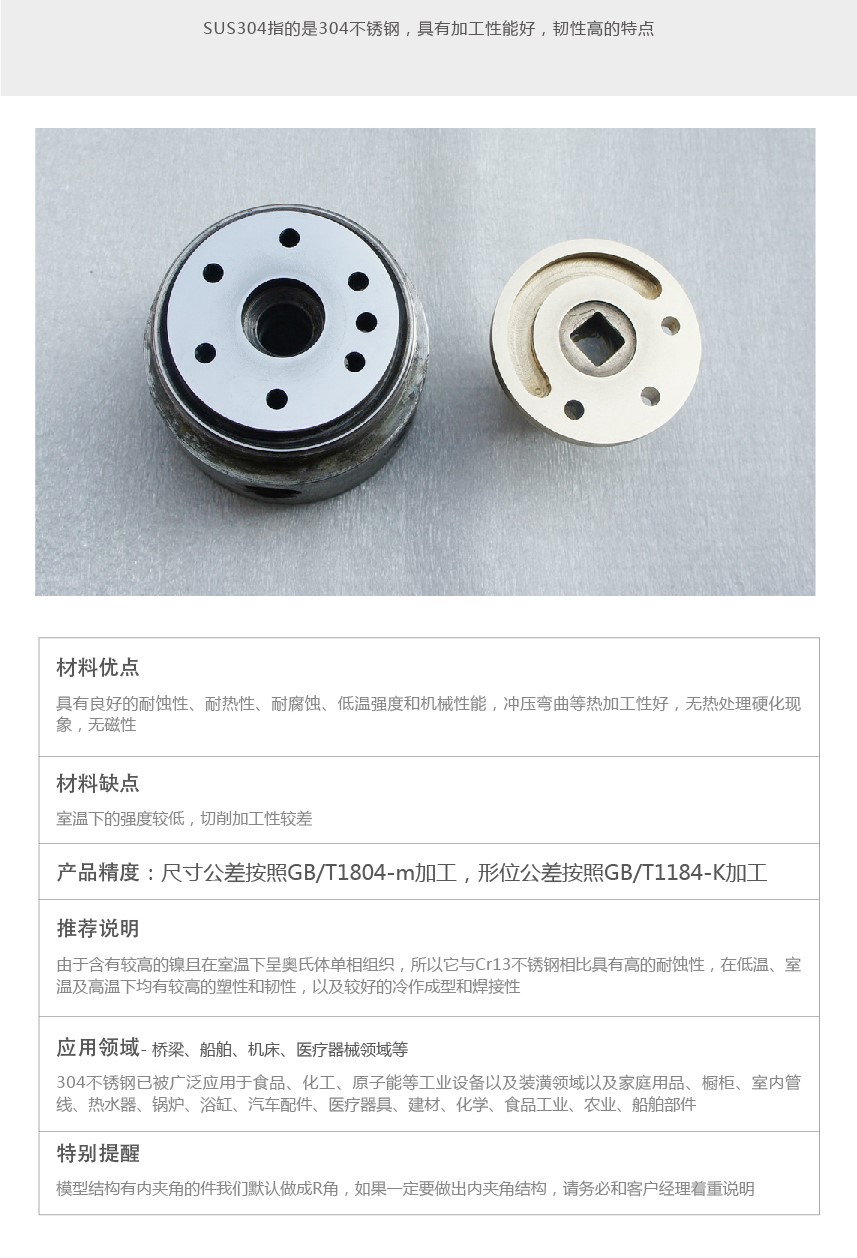 SUS304指的是304不锈钢，具有加工性能好，韧性高的特点
材料优点
具有良好的耐蚀性、耐热性、耐腐蚀、低温强度和机械性能，冲压弯曲等热加工性好，无热处理硬化现
象，无磁性
材料缺点
室温下的强度较低，切削加工性较差
产品精度：尺寸公差按照GB/T1804-m加工，形位公差按照GB/T1184-K加工
推荐说明
由于含有较高的镍且在室温下呈奥氏体单相组织，所以它与Cr13不锈钢相比具有高的耐蚀性，在低温、室
温及高温下均有较高的塑性和韧性，以及较好的冷作成型和焊接性
应用领域- 桥梁、船舶、机床、医疗器械领域等
304不锈钢已被广泛应用于食品、化工、原子能等工业设备以及装潢领域以及家庭用品、橱柜、室内管
线、热水器、锅炉、浴缸、汽车配件、医疗器具、建材、化学、食品工业、农业、船舶部件
特别提醒
模型结构有内夹角的件我们默认做成R角，如果一定要做出内夹角结构，请务必和客户经理着重说明